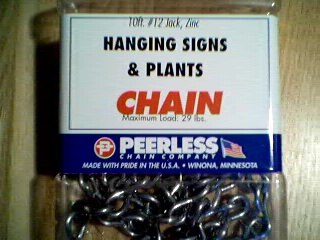 10ft. #12 Jack, Zinc
HANGING SIGNS
& PLANTS
CHAIN
Maximum Load: 29 lbs.
PEERLESS
CHAIN COMPANY
MADE WITH PRIDE IN THE U.S.A. • WINONA, MINNESOTA